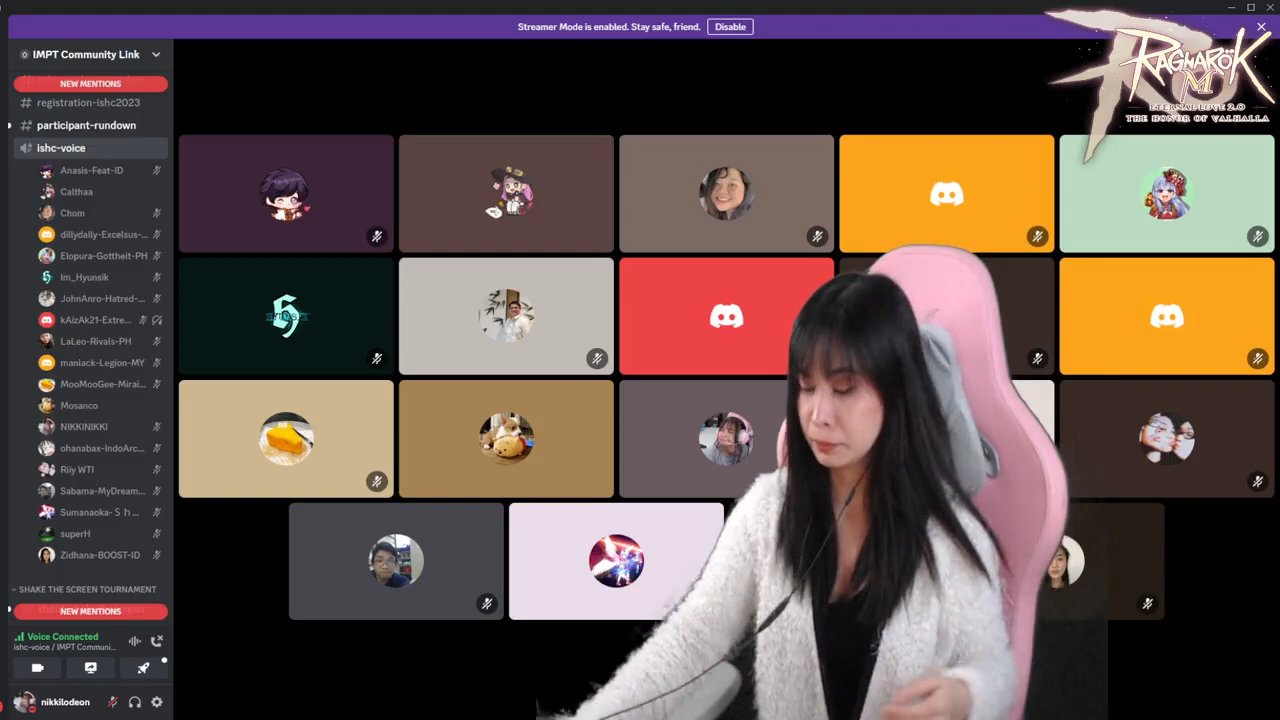 Streamer Mode is enabled. Stay safe, friend.
Disable
IMPT Community Link
NEW MENTIONS
# registration-ishc2023
# participant-rundown
ishc-voice
Anasis-Feat-ID
Calthaa
Chom
dillydally-Excelsus-...
Elopura-Gottheit-PH
Im_Hyunsik
JohnAnro-Hatred-...
kAizAk21-Extre...
LaLeo-Rivals-PH
maniack-Legion-MY
MooMooGee-Mirai...
Mosanco
NIKKINIKKI
ohanabax-IndoArc...
Riiy WTI
Sabama-MyDream...
Sumanaoka-Ｓｈ...
superH
Zidhana-BOOST-ID
SHAKE THE SCREEN TOURNAMENT
NEW MENTIONS
Voice Connected
ishc-voice / IMPT Communi...
nikkilodeon
RAGNARÖK
M
ETERNAL LOVE 2.0
THE HONOR OF VALHALLA